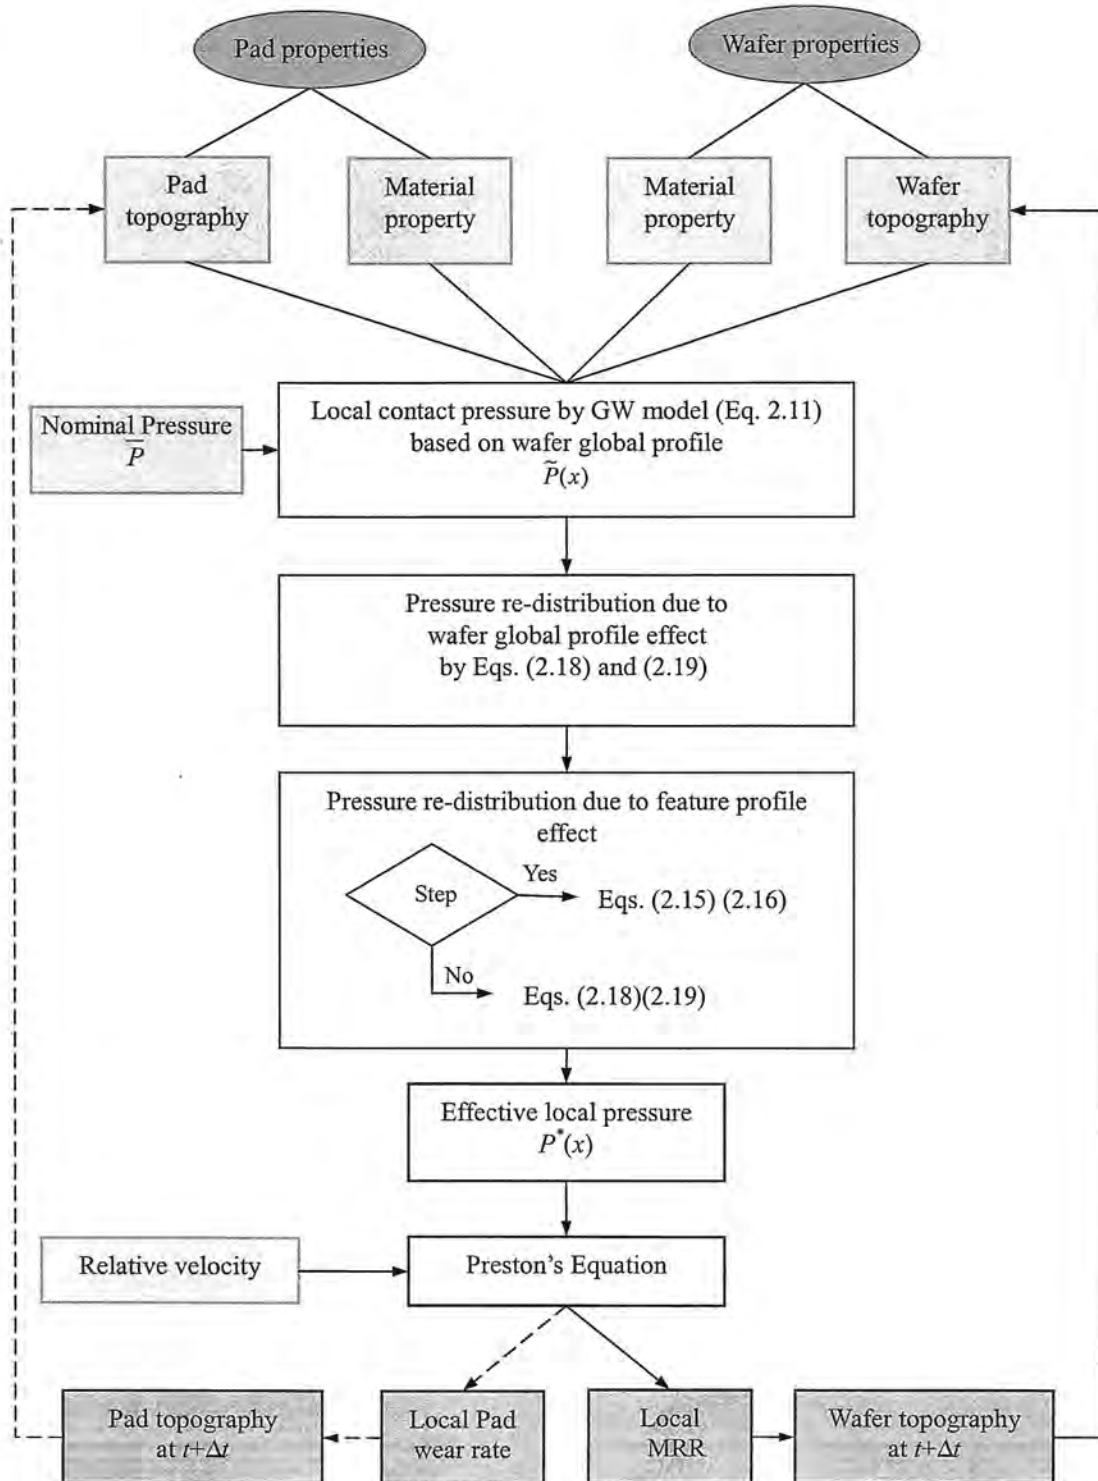 Pad properties
Wafer properties
Pad
topography
Material
property
Material
property
Wafer
topography
Nominal Pressure
P̅
Local contact pressure by GW model (Eq. 2.11)
based on wafer global profile
P̃(x)
Pressure re-distribution due to
wafer global profile effect
by Eqs. (2.18) and (2.19)
Pressure re-distribution due to feature profile
effect
Step
Yes
Eqs. (2.15) (2.16)
No
Eqs. (2.18)(2.19)
Effective local pressure
P*(x)
Relative velocity
Preston's Equation
Pad topography
at t+Δt
Local Pad
wear rate
Local
MRR
Wafer topography
at t+Δt